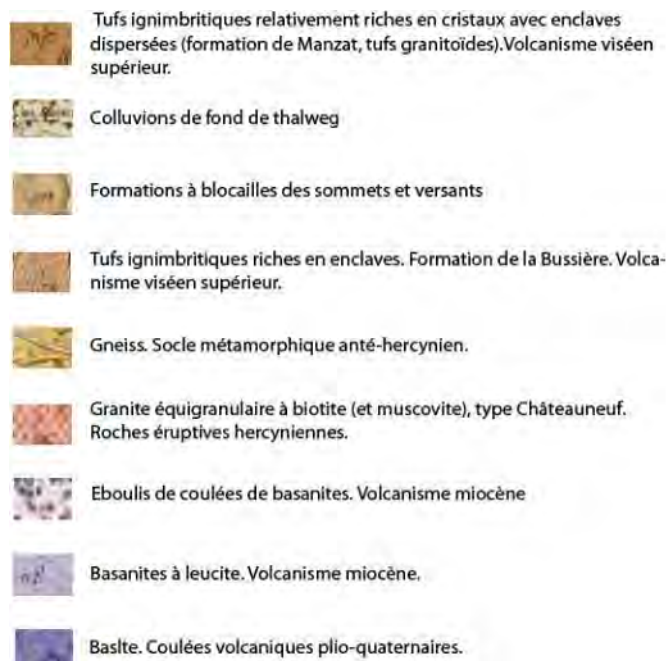 Tufs ignimbritiques relativement riches en cristaux avec enclaves
dispersées (formation de Manzat, tufs granitoïdes).Volcanisme viséen
supérieur.
Colluvions de fond de thalweg
Formations à blocailles des sommets et versants
Tufs ignimbritiques riches en enclaves. Formation de la Bussière. Volca-
nisme viséen supérieur.
Gneiss. Socle métamorphique anté-hercynien.
Granite équigranulaire à biotite (et muscovite), type Châteauneuf.
Roches éruptives hercyniennes.
Eboulis de coulées de basanites. Volcanisme miocène
Basanites à leucite. Volcanisme miocène.
Baslte. Coulées volcaniques plio-quaternaires.